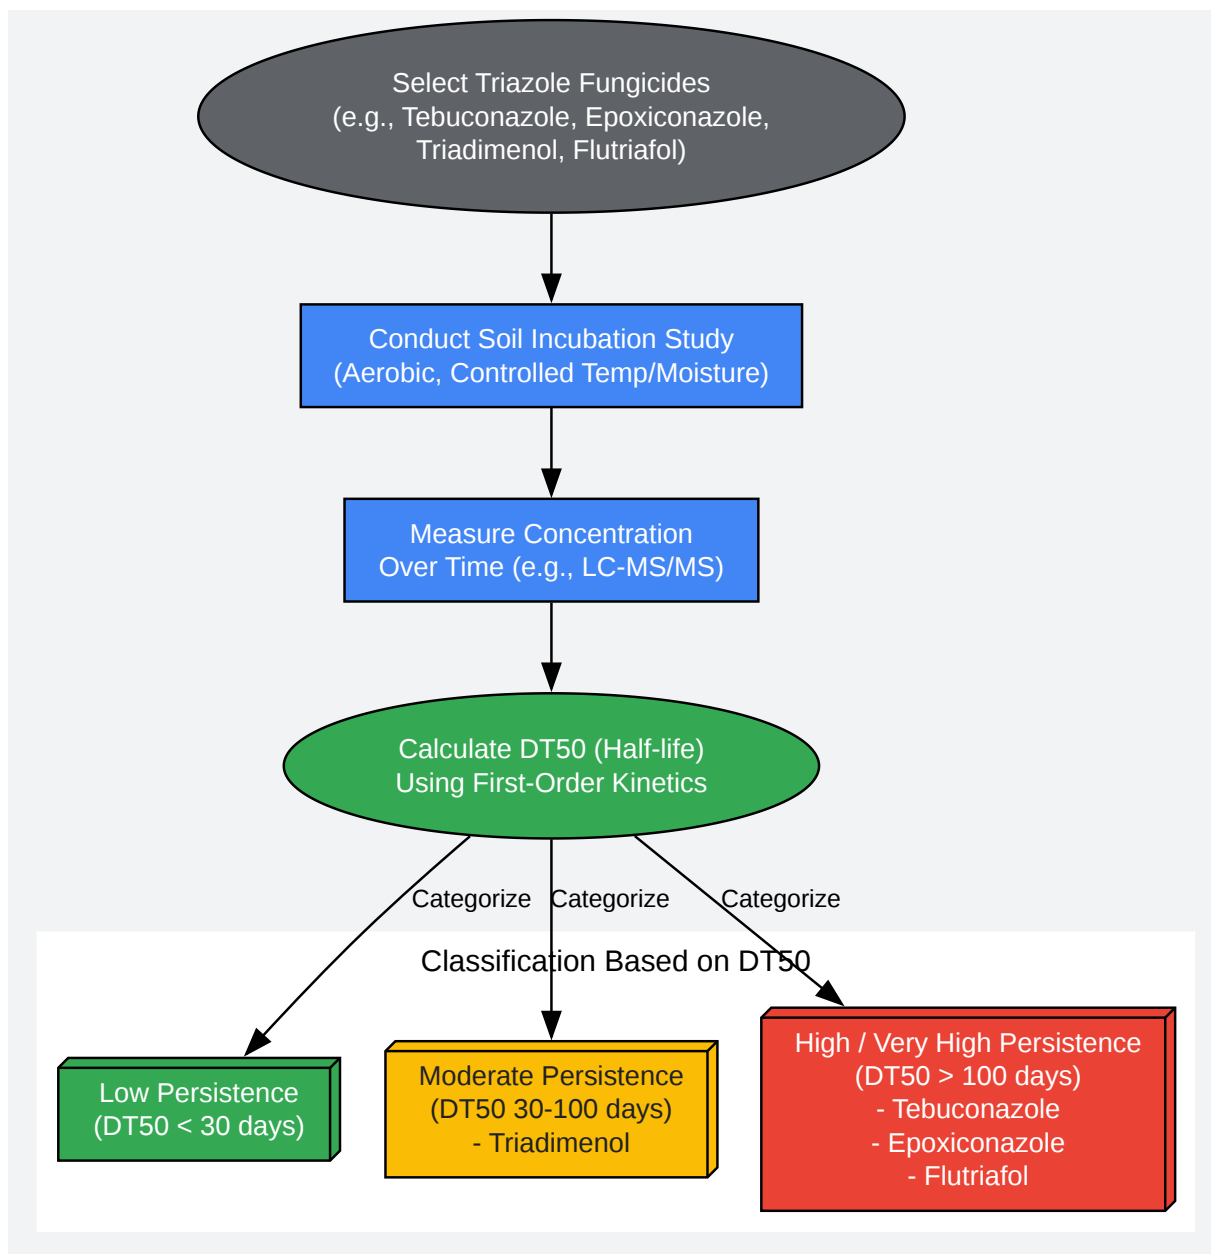 Select Triazole Fungicides
(e.g., Tebuconazole, Epoxiconazole,
Triadimenol, Flutriafol)
Conduct Soil Incubation Study
(Aerobic, Controlled Temp/Moisture)
Measure Concentration
Over Time (e.g., LC-MS/MS)
Calculate DT50 (Half-life)
Using First-Order Kinetics
Categorize
Categorize
Categorize
Classification Based on DT50
Low Persistence
(DT50 < 30 days)
Moderate Persistence
(DT50 30-100 days)
- Triadimenol
High / Very High Persistence
(DT50 > 100 days)
- Tebuconazole
- Epoxiconazole
- Flutriafol